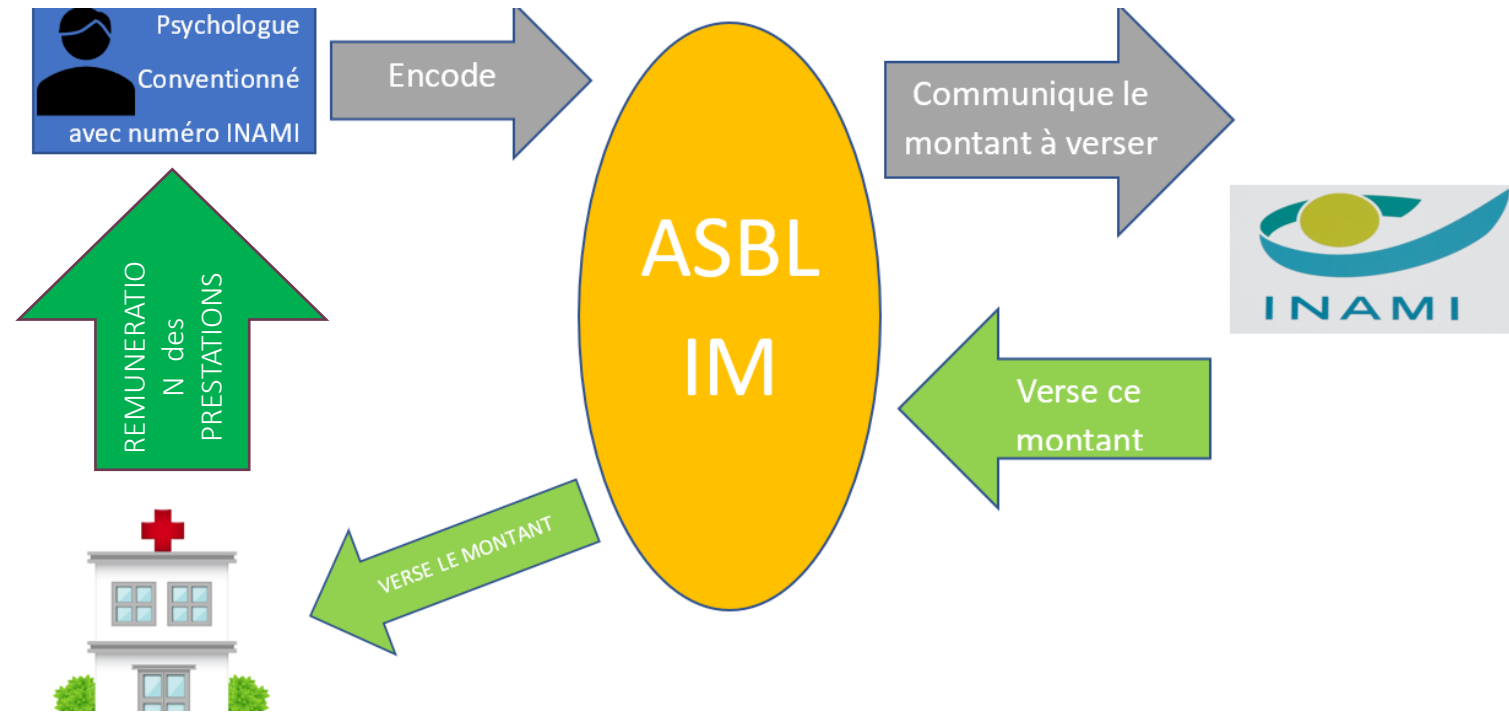 Psychologue
Conventionné
avec numéro INAMI
Encode
Communique le
montant à verser
ASBL
IM
INAMI
Verse ce
montant
REMUNERATIO
N des
PRESTATIONS
VERSE LE MONTANT